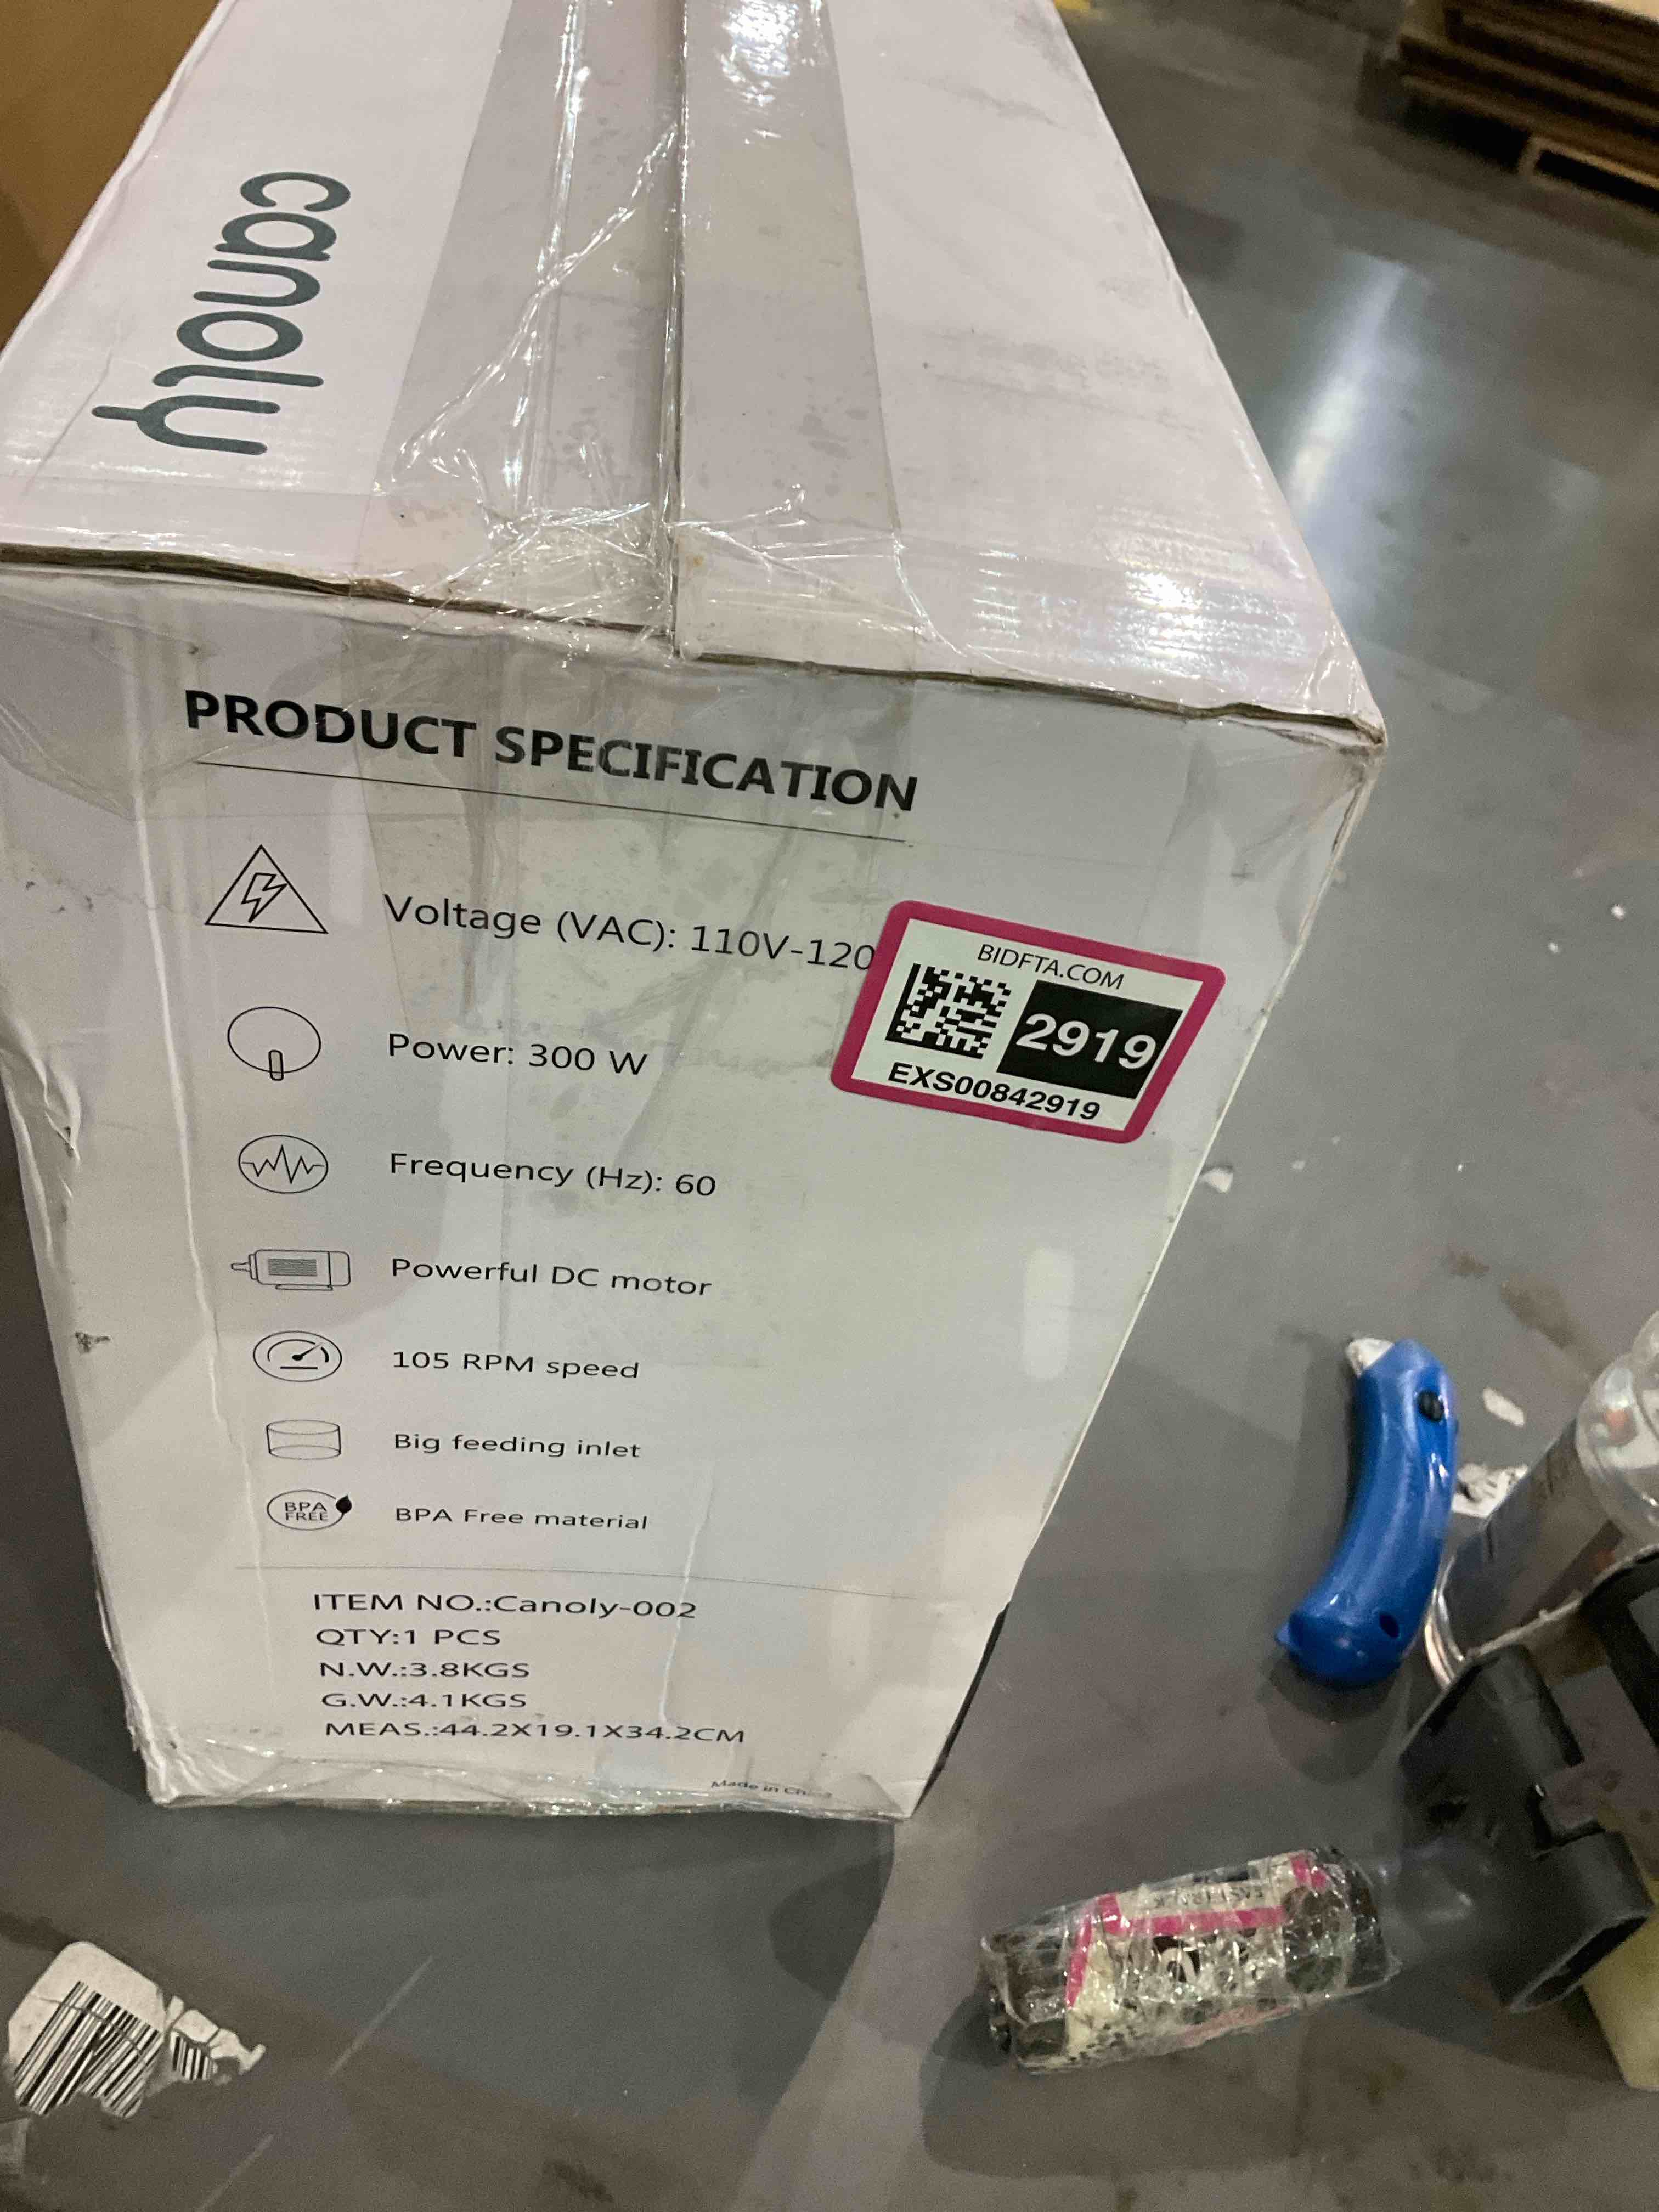 canoly
PRODUCT SPECIFICATION
Voltage (VAC): 110V-120
BIDFTA.COM
2919
EXS00842919
Power: 300 W
Frequency (Hz): 60
Powerful DC motor
105 RPM speed
Big feeding inlet
BPA
FREE
BPA Free material
ITEM NO.:Canoly-002
QTY:1 PCS
N.W.:3.8KGS
G.W.:4.1KGS
MEAS.:44.2X19.1X34.2CM
Made in